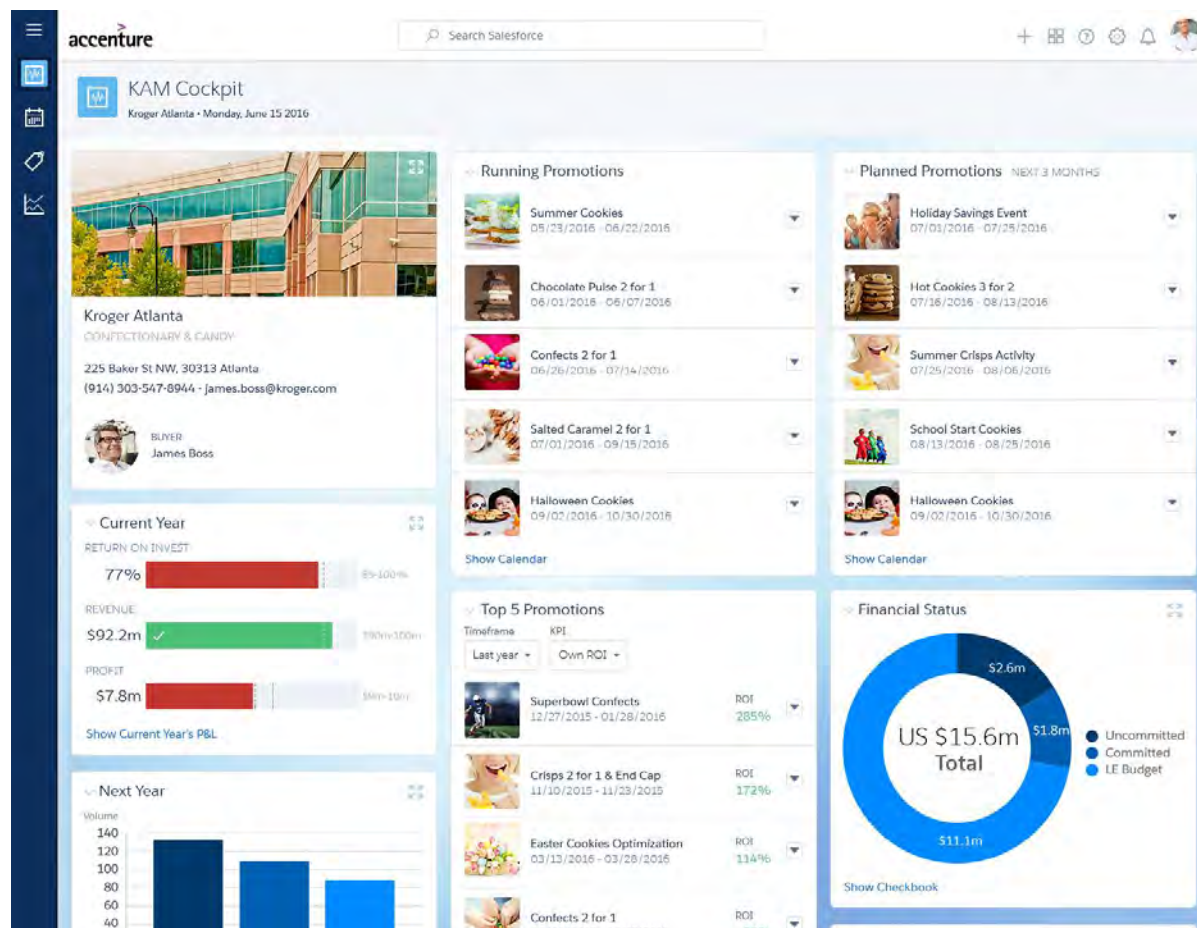 accenture
Search Salesforce
KAM Cockpit
Kroger Atlanta • Monday, June 15 2016
Kroger Atlanta
CONFECTIONARY & CANDY
225 Baker St NW, 30313 Atlanta
(914) 303-547-8944 - james.boss@kroger.com
BUYER
James Boss
Current Year
RETURN ON INVEST
77%
85-100%
REVENUE
$92.2m
$90m-100m
PROFIT
$7.8m
Show Current Year's P&L
Next Year
Volume
140
120
100
80
60
40
Running Promotions
Summer Cookies
05/23/2016 - 06/22/2016
Chocolate Pulse 2 for 1
06/01/2016 - 06/07/2016
Confects 2 for 1
06/26/2016 - 07/14/2016
Salted Caramel 2 for 1
07/01/2016 - 09/15/2016
Halloween Cookies
09/02/2016 - 10/30/2016
Show Calendar
Top 5 Promotions
Timeframe KPI
Last year Own ROI
Superbowl Confects ROI
12/27/2015 - 01/28/2016 285%
Crisps 2 for 1 & End Cap ROI
11/10/2015 - 11/23/2015 172%
Easter Cookies Optimization ROI
03/13/2016 - 03/28/2016 114%
Confects 2 for 1 ROI
Planned Promotions NEXT 3 MONTHS
Holiday Savings Event
07/01/2016 - 07/25/2016
Hot Cookies 3 for 2
07/16/2016 - 08/13/2016
Summer Crisps Activity
07/25/2016 - 08/06/2016
School Start Cookies
08/13/2016 - 08/25/2016
Halloween Cookies
09/02/2016 - 10/30/2016
Show Calendar
Financial Status
$2.6m
$1.8m
US $15.6m
Total
$11.1m
Uncommitted
Committed
LE Budget
Show Checkbook